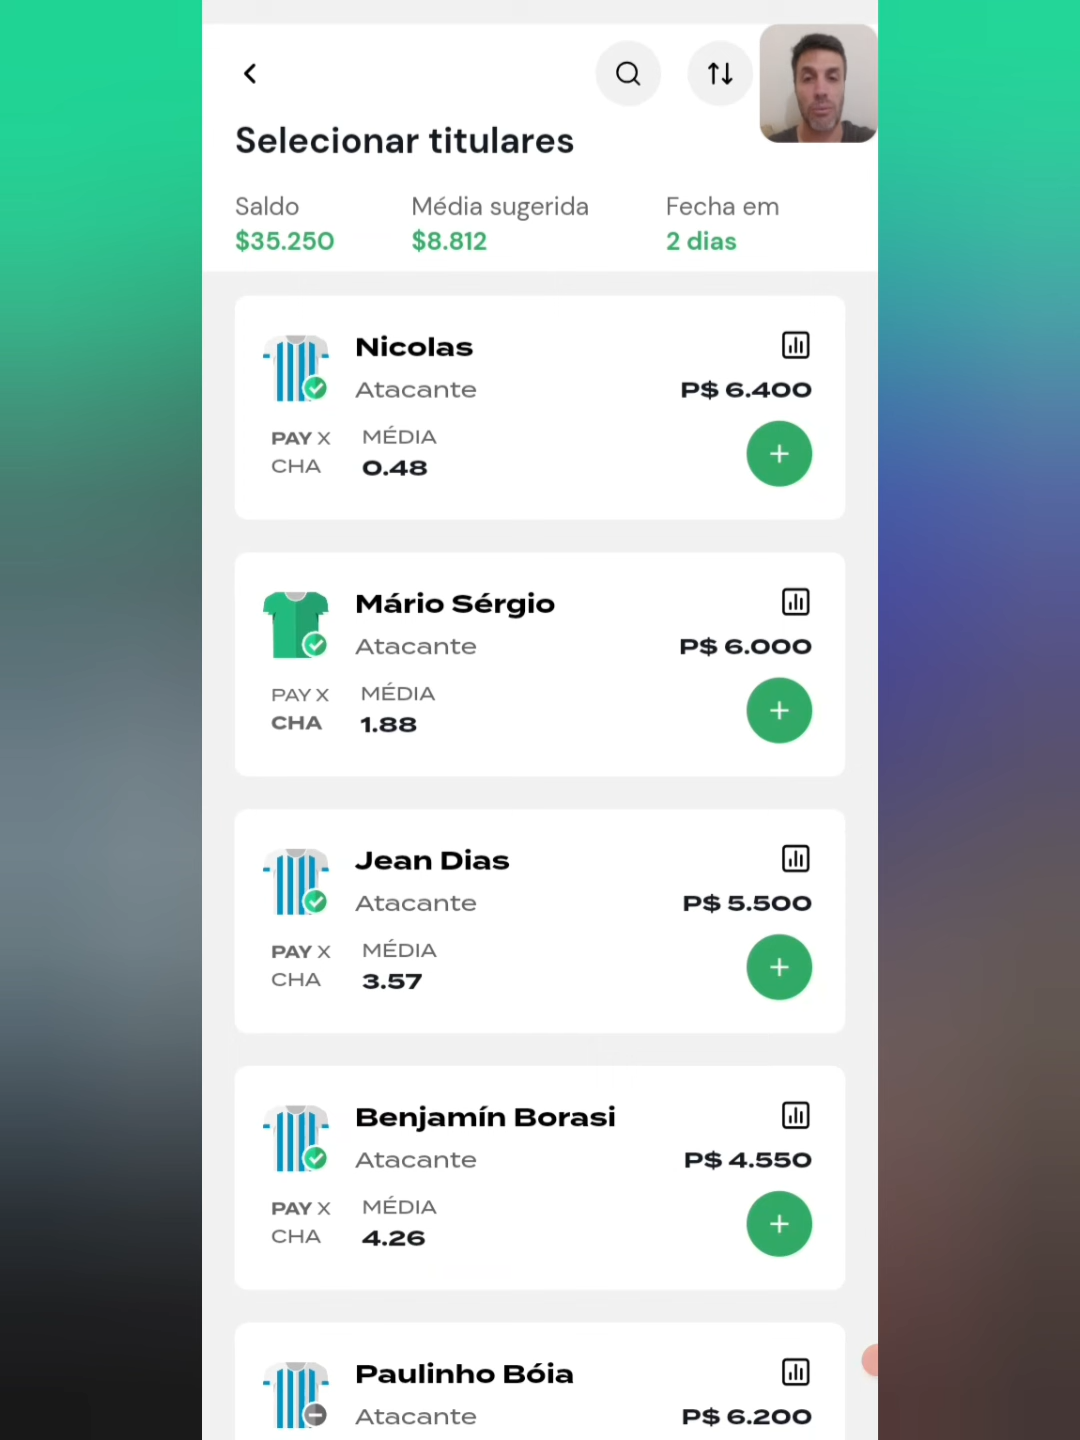 Selecionar titulares
Saldo Média sugerida Fecha em
$35.250 $8.812 2 dias
Nicolas
Atacante P$ 6.400
PAY X MÉDIA
CHA 0.48
Mário Sérgio
Atacante P$ 6.000
PAY X MÉDIA
CHA 1.88
Jean Dias
Atacante P$ 5.500
PAY X MÉDIA
CHA 3.57
Benjamín Borasi
Atacante P$ 4.550
PAY X MÉDIA
CHA 4.26
Paulinho Bóia
Atacante P$ 6.200